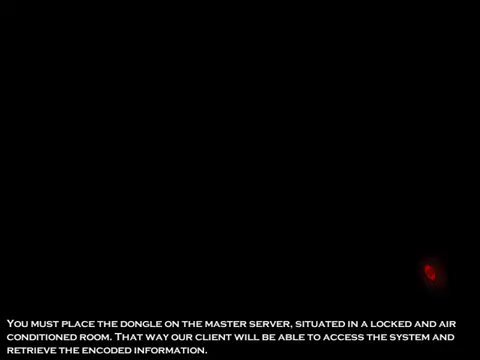 You must place the dongle on the master server, situated in a locked and air
conditioned room. That way our client will be able to access the system and
retrieve the encoded information.